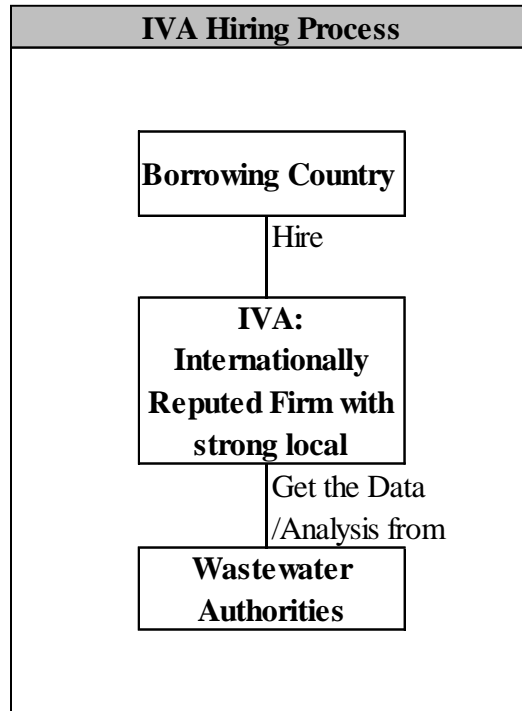 IVA Hiring Process
Borrowing Country
Hire
IVA:
Internationally
Reputed Firm with
strong local
Get the Data
/Analysis from
Wastewater
Authorities